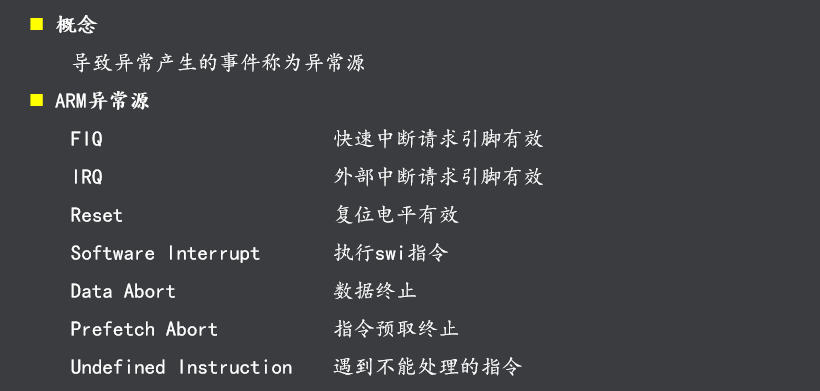 概念
导致异常产生的事件称为异常源
ARM异常源
FIQ 快速中断请求引脚有效
IRQ 外部中断请求引脚有效
Reset 复位电平有效
Software Interrupt 执行swi指令
Data Abort 数据终止
Prefetch Abort 指令预取终止
Undefined Instruction 遇到不能处理的指令